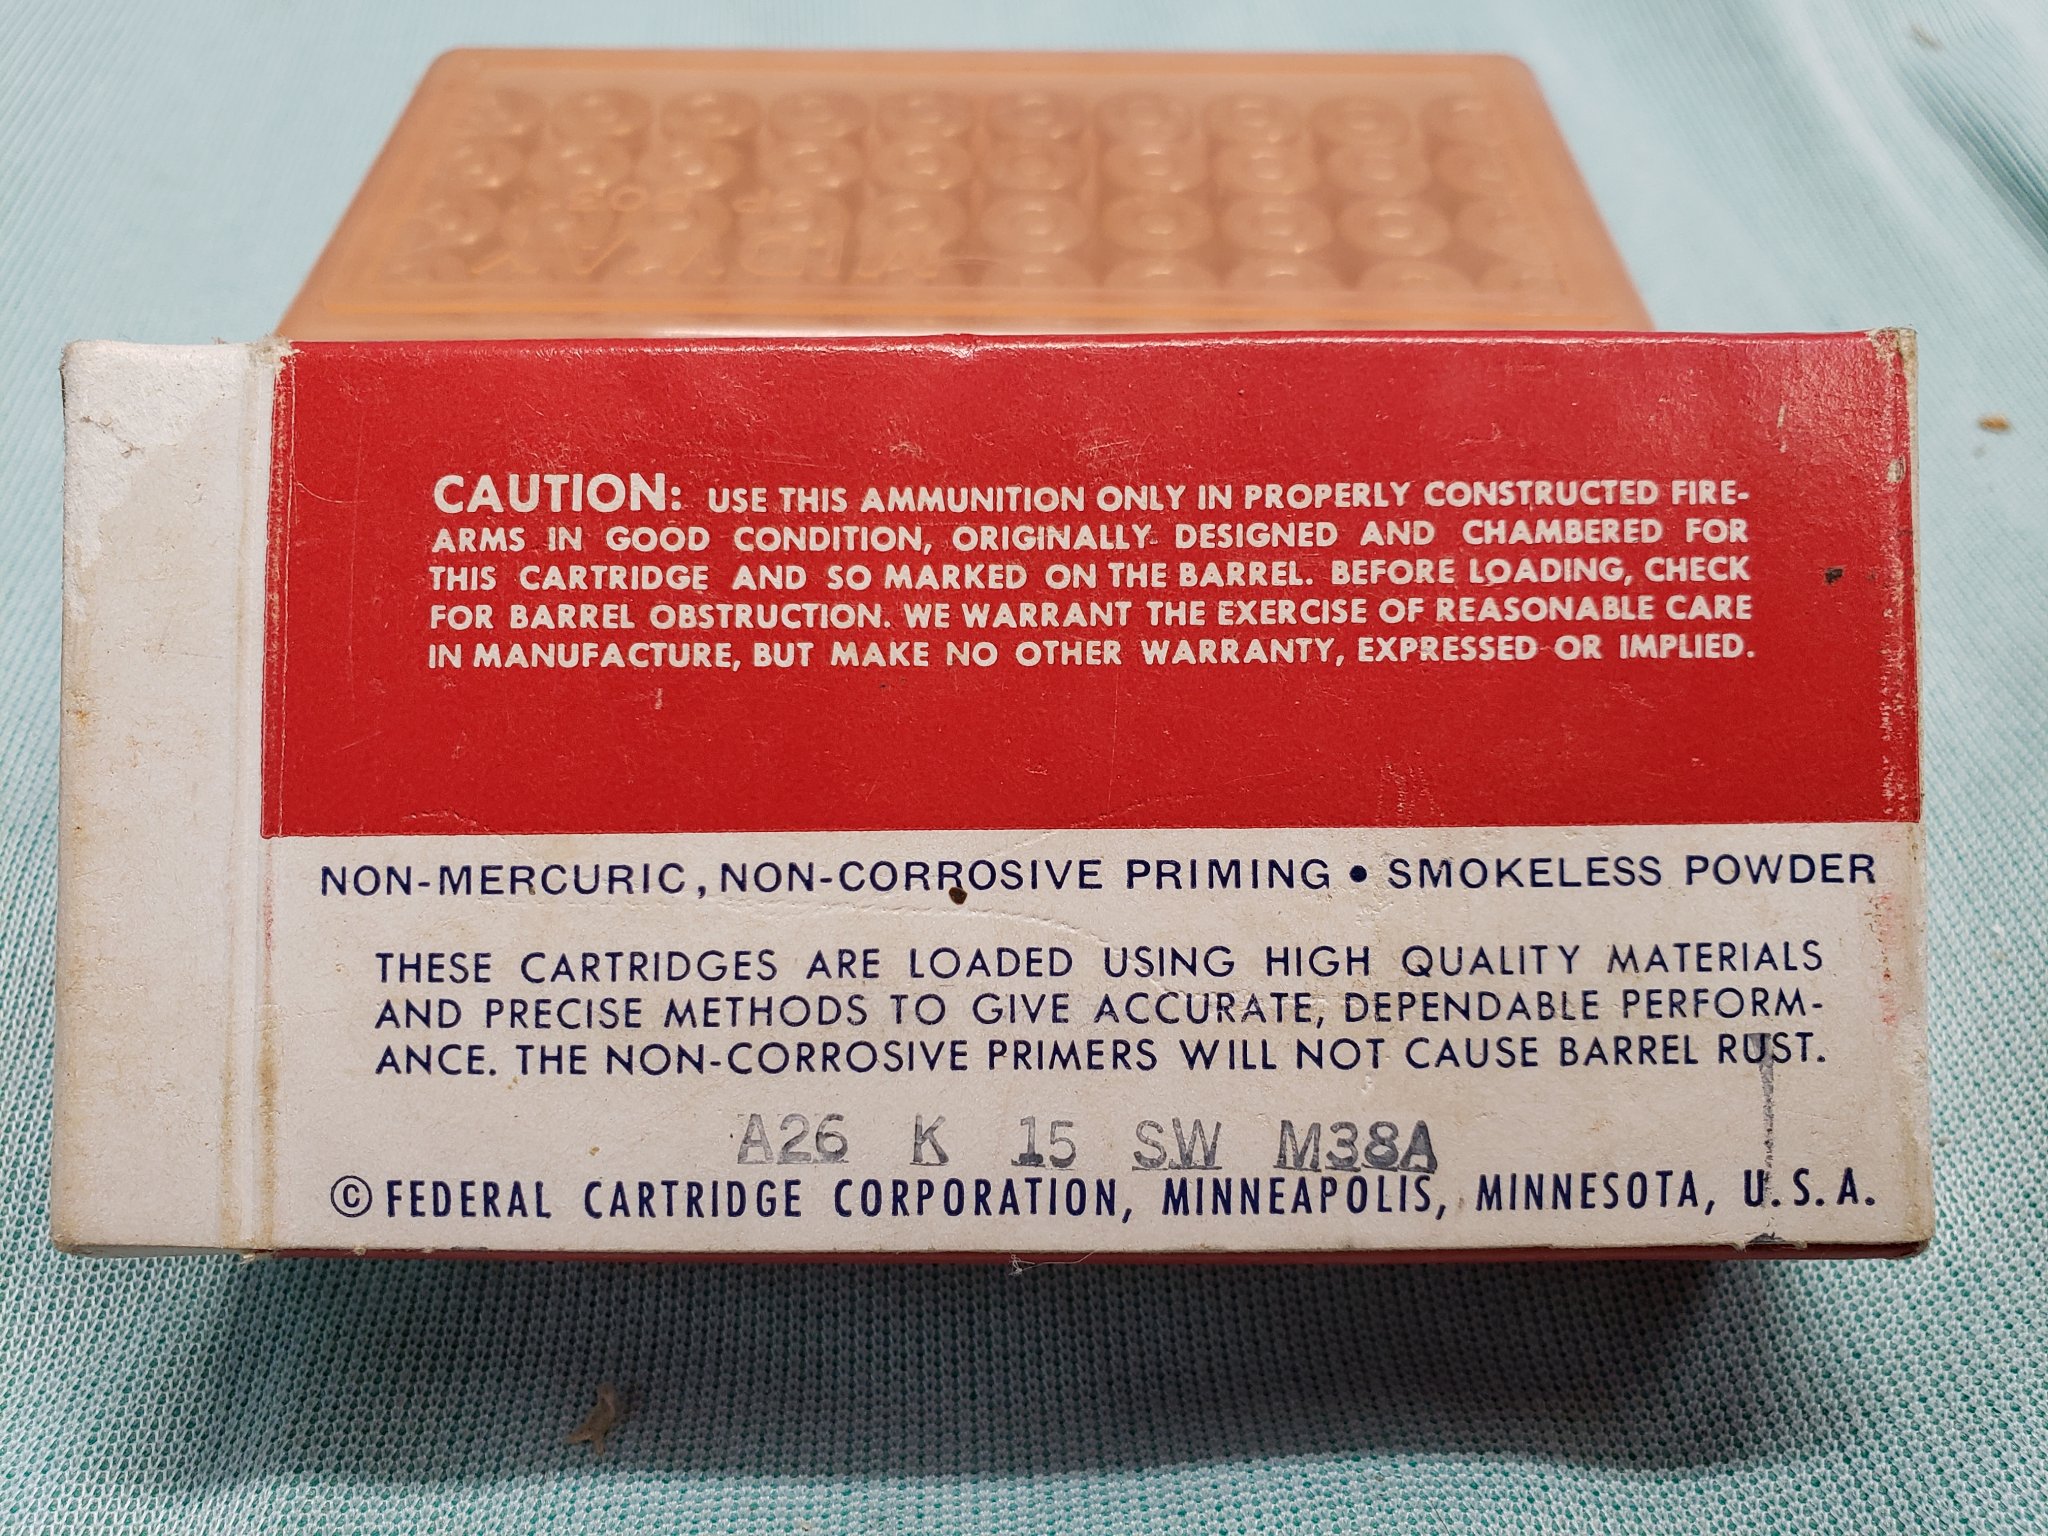 MIDWAY
CAUTION: USE THIS AMMUNITION ONLY IN PROPERLY CONSTRUCTED FIRE-
ARMS IN GOOD CONDITION, ORIGINALLY DESIGNED AND CHAMBERED FOR
THIS CARTRIDGE AND SO MARKED ON THE BARREL. BEFORE LOADING, CHECK
FOR BARREL OBSTRUCTION. WE WARRANT THE EXERCISE OF REASONABLE CARE
IN MANUFACTURE, BUT MAKE NO OTHER WARRANTY, EXPRESSED OR IMPLIED.
NON-MERCURIC, NON-CORROSIVE PRIMING • SMOKELESS POWDER
THESE CARTRIDGES ARE LOADED USING HIGH QUALITY MATERIALS
AND PRECISE METHODS TO GIVE ACCURATE, DEPENDABLE PERFORM-
ANCE. THE NON-CORROSIVE PRIMERS WILL NOT CAUSE BARREL RUST.
A26 K 15 SW M38A
© FEDERAL CARTRIDGE CORPORATION, MINNEAPOLIS, MINNESOTA, U.S.A.